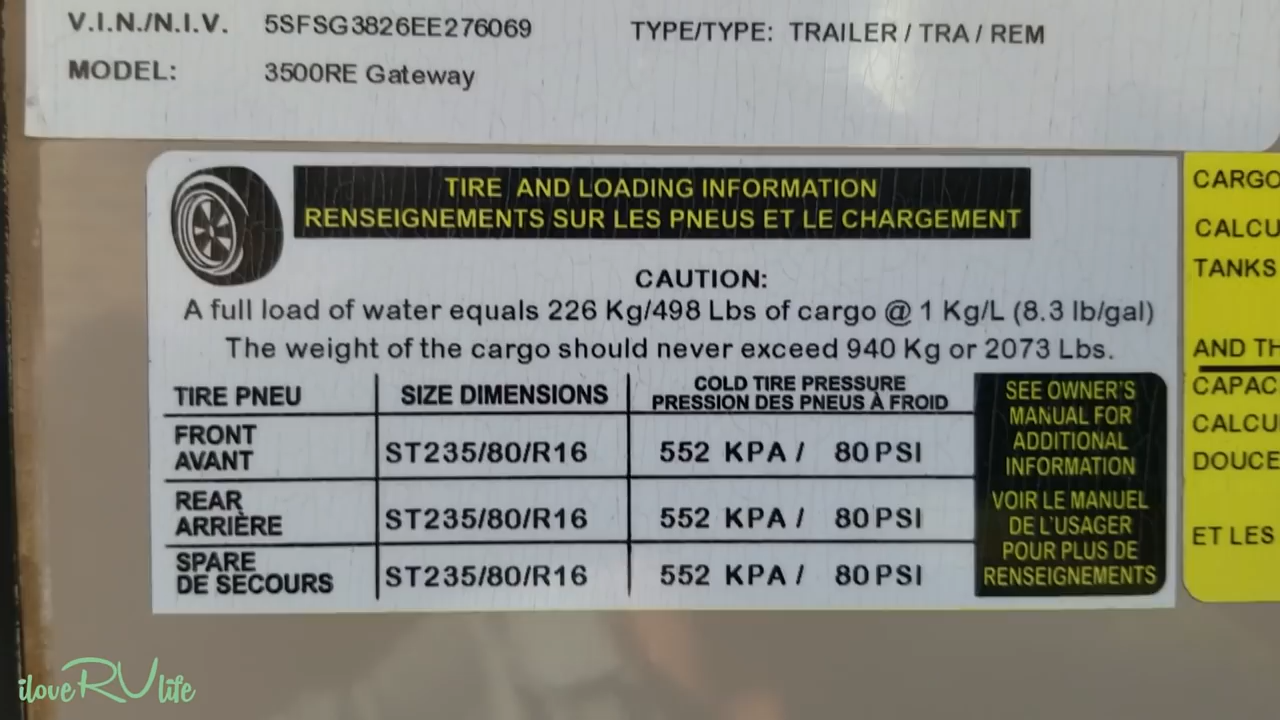 V.I.N./N.I.V. 5SFSG3826EE276069 TYPE/TYPE: TRAILER / TRA / REM
MODEL: 3500RE Gateway
TIRE AND LOADING INFORMATION
RENSEIGNEMENTS SUR LES PNEUS ET LE CHARGEMENT
CAUTION:
A full load of water equals 226 Kg/498 Lbs of cargo @ 1 Kg/L (8.3 lb/gal)
The weight of the cargo should never exceed 940 Kg or 2073 Lbs.
TIRE PNEU SIZE DIMENSIONS COLD TIRE PRESSURE
PRESSION DES PNEUS À FROID
FRONT
AVANT ST235/80/R16 552 KPA / 80 PSI
REAR
ARRIÈRE ST235/80/R16 552 KPA / 80 PSI
SPARE
DE SECOURS ST235/80/R16 552 KPA / 80 PSI
SEE OWNER'S
MANUAL FOR
ADDITIONAL
INFORMATION
VOIR LE MANUEL
DE L'USAGER
POUR PLUS DE
RENSEIGNEMENTS
CARGO
CALCU
TANKS
AND TH
CAPAC
CALCU
DOUCE
ET LES
iloveRVlife